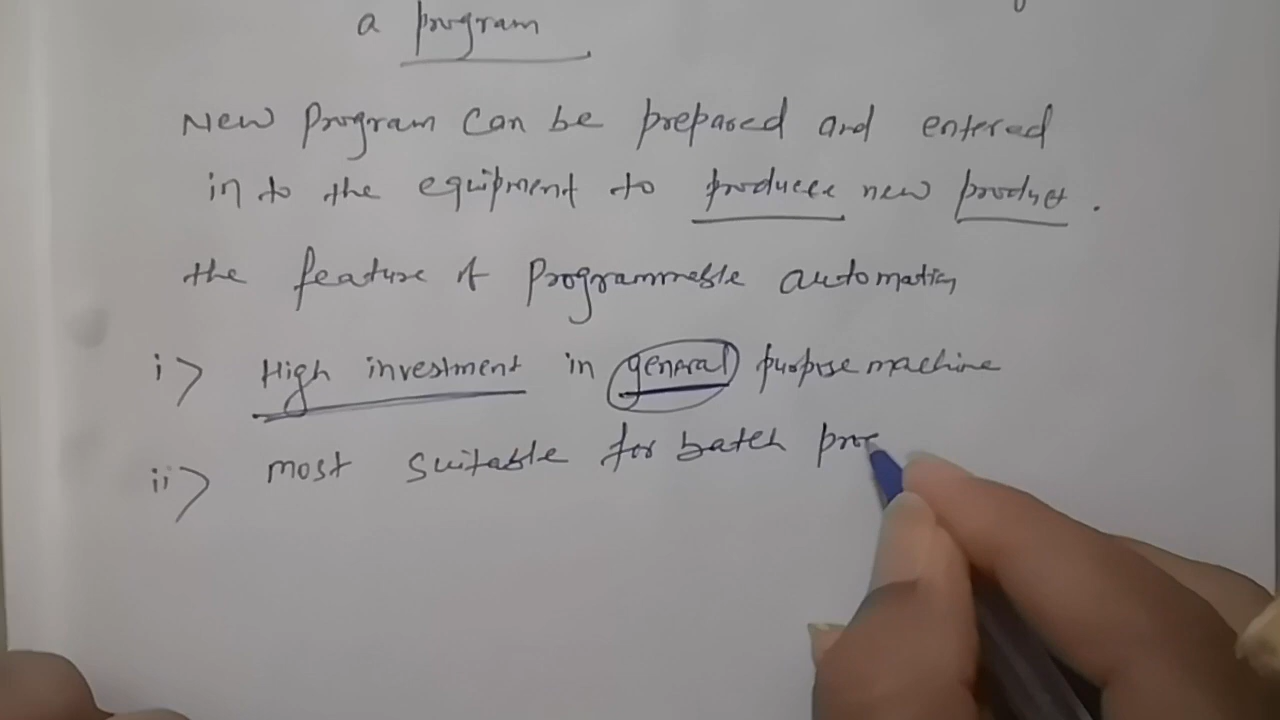 a program
New program can be prepared and entered
in to the equipment to produce new product.
the feature of programmable automation
i> High investment in general purpose machine
ii> most suitable for batch pro